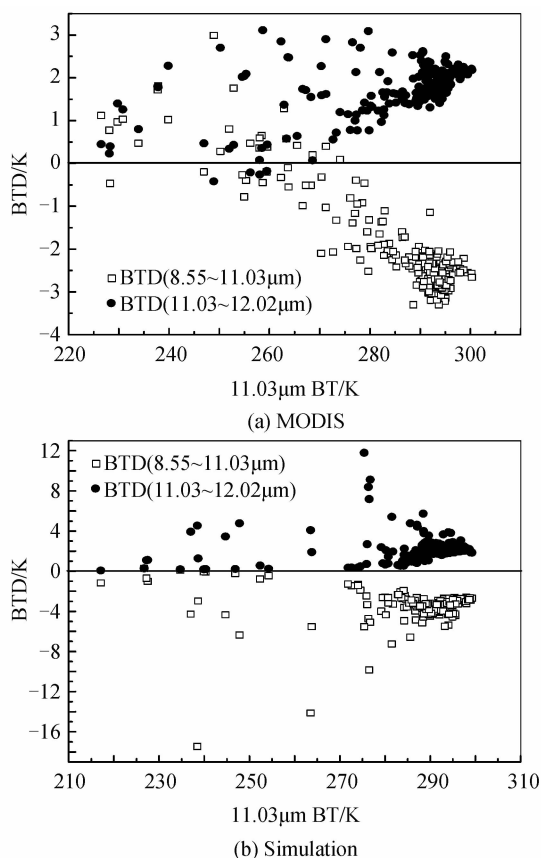 3
2
1
0
−1
−2
−3
−4
BTD/K
□ BTD(8.55~11.03μm)
● BTD(11.03~12.02μm)
220 240 260 280 300
11.03μm BT/K
(a) MODIS
12
8
4
0
−4
−8
−12
−16
BTD/K
□ BTD(8.55~11.03μm)
● BTD(11.03~12.02μm)
210 230 250 270 290 310
11.03μm BT/K
(b) Simulation